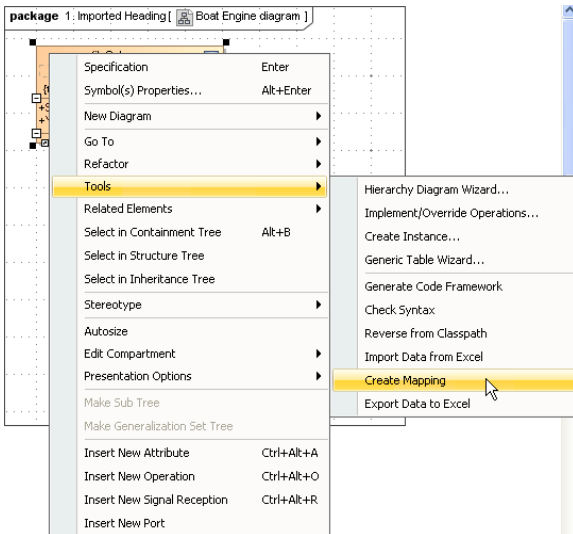 package 1: Imported Heading [ Boat Engine diagram ]
Specification Enter
Symbol(s) Properties... Alt+Enter
New Diagram
Go To
Refactor
Tools
Related Elements
Select in Containment Tree Alt+B
Select in Structure Tree
Select in Inheritance Tree
Stereotype
Autosize
Edit Compartment
Presentation Options
Make Sub Tree
Make Generalization Set Tree
Insert New Attribute Ctrl+Alt+A
Insert New Operation Ctrl+Alt+O
Insert New Signal Reception Ctrl+Alt+R
Insert New Port
Hierarchy Diagram Wizard...
Implement/Override Operations...
Create Instance...
Generic Table Wizard...
Generate Code Framework
Check Syntax
Reverse from Classpath
Import Data from Excel
Create Mapping
Export Data to Excel